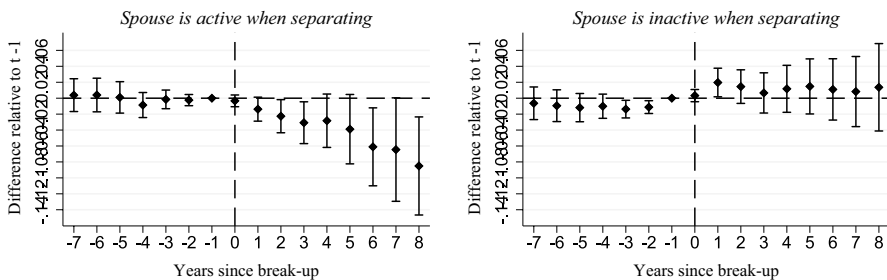 Spouse is active when separating
Spouse is inactive when separating
Difference relative to t -1
-7 -6 -5 -4 -3 -2 -1 0 1 2 3 4 5 6 7 8
Years since break-up
Difference relative to t -1
-7 -6 -5 -4 -3 -2 -1 0 1 2 3 4 5 6 7 8
Years since break-up